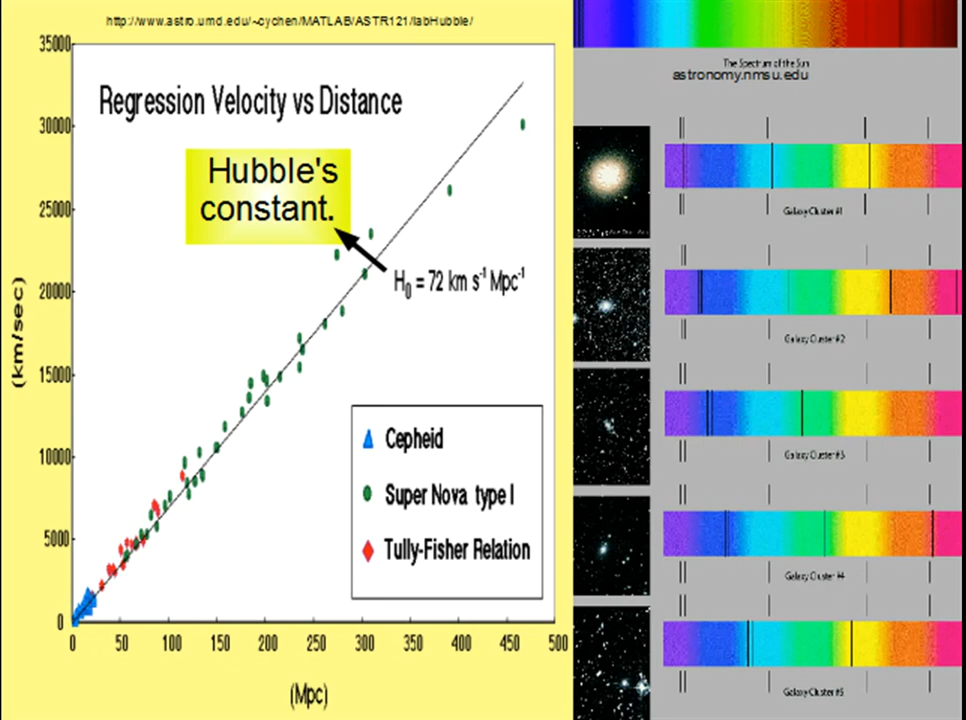 http://www.astro.umd.edu/~cychen/MATLAB/ASTR121/labHubble/
Regression Velocity vs Distance
Hubble's
constant.
H0 = 72 km s-1 Mpc-1
(km/sec)
35000
30000
25000
20000
15000
10000
5000
0
Cepheid
Super Nova type I
Tully-Fisher Relation
0 50 100 150 200 250 300 350 400 450 500
(Mpc)
The Spectrum of the Sun
astronomy.nmsu.edu
Galaxy Cluster #1
Galaxy Cluster #2
Galaxy Cluster #3
Galaxy Cluster #4
Galaxy Cluster #5